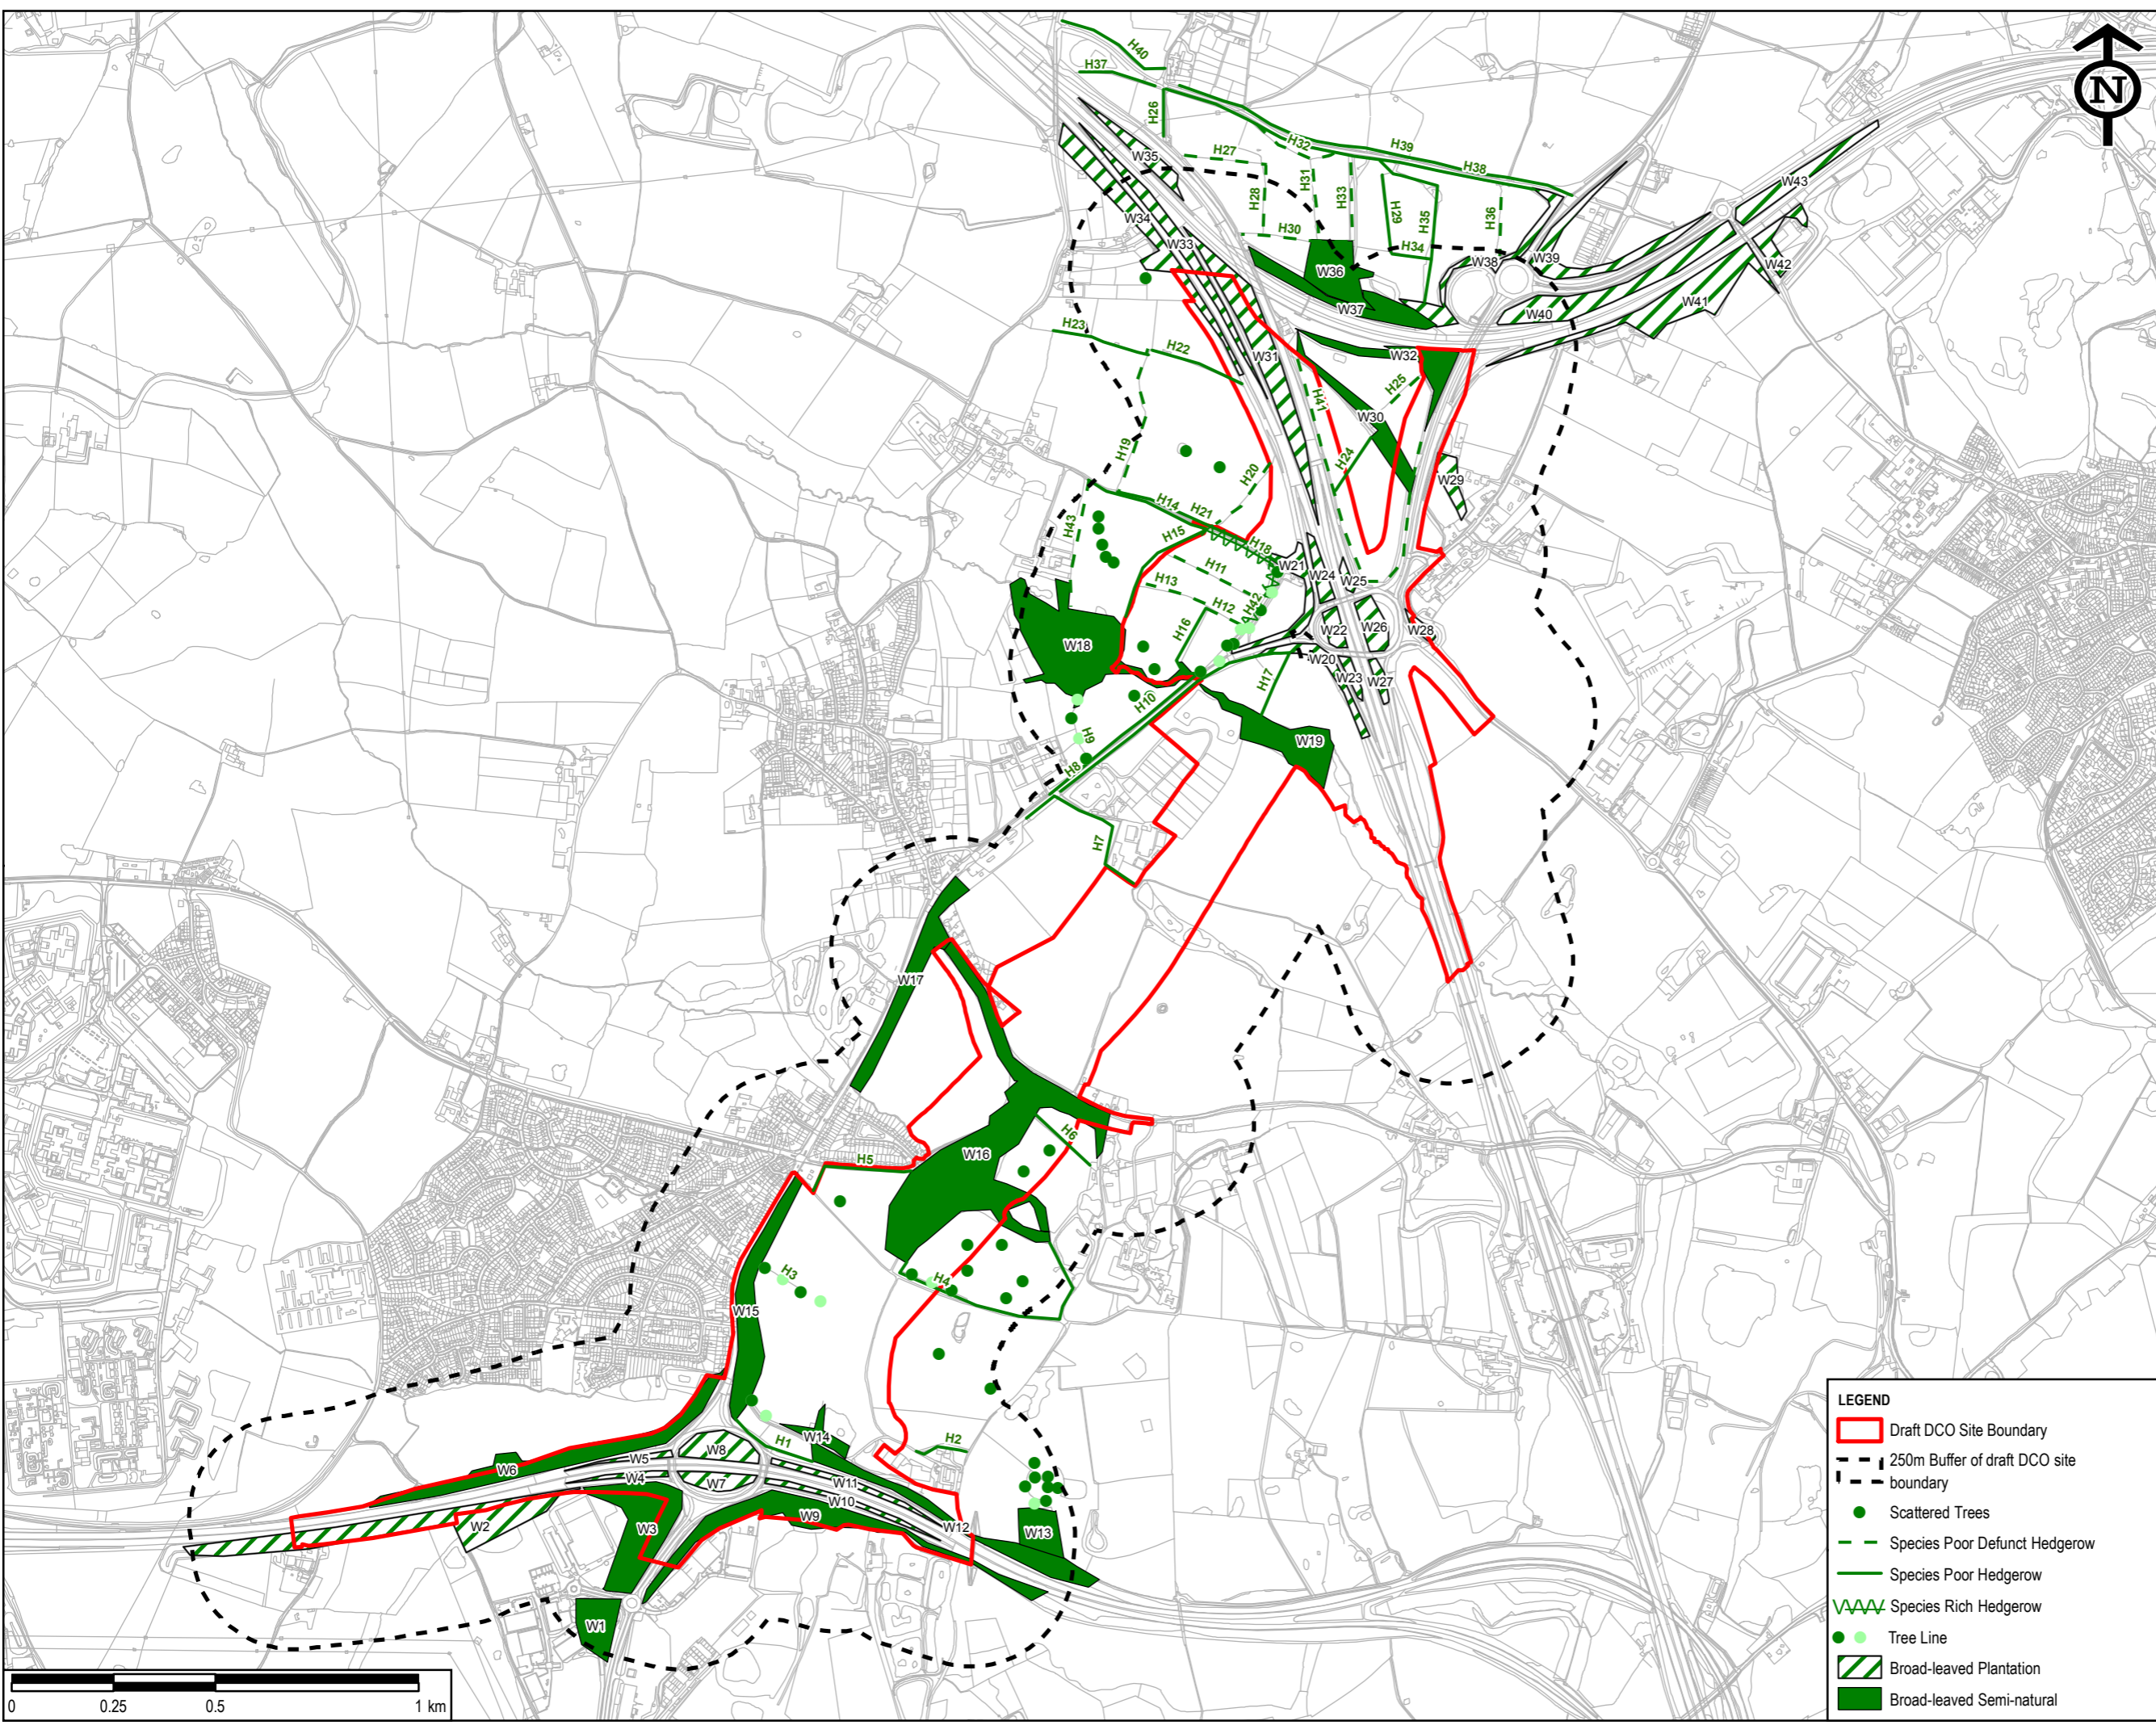 N
H40
H37
H26
W35
H27
H32
H39
H38
H28
H31
H33
H29
H35
H36
W43
W34
W33
H30
H34
W36
W38
W39
W42
W37
W40
W41
H23
H22
W31
W32
H25
H41
W30
H19
H20
H24
W29
H14
H21
H43
H15
H18
H11
W21
W24
W25
H13
H12
H42
W22
W26
W28
H16
W18
W20
W23
W27
H10
H17
H9
W19
H8
H7
W17
H6
W16
H5
H3
H4
W15
H1
W14
H2
W8
W5
W6
W4
W7
W11
W10
W9
W2
W3
W12
W13
W1
LEGEND
Draft DCO Site Boundary
250m Buffer of draft DCO site
boundary
Scattered Trees
Species Poor Defunct Hedgerow
Species Poor Hedgerow
Species Rich Hedgerow
Tree Line
Broad-leaved Plantation
Broad-leaved Semi-natural
0 0.25 0.5 1 km